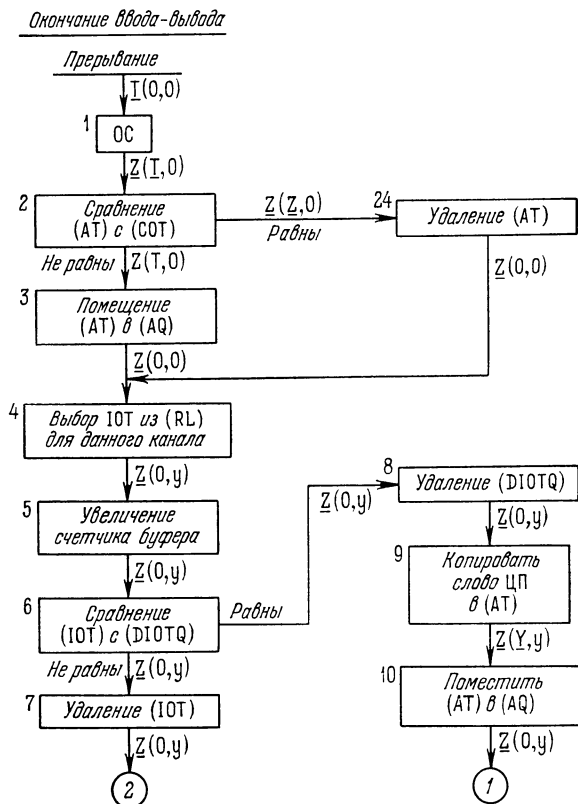 Окончание ввода-вывода
Прерывание
T(0,0)
1
ОС
Z(T,0)
2
Сравнение
(AT) с (COT)
Z(Z,0)
Равны
24
Удаление (AT)
Не равны
Z(T,0)
Z(0,0)
3
Помещение
(AT) в (AQ)
Z(0,0)
4
Выбор IOT из (RL)
для данного канала
Z(0,y)
5
Увеличение
счетчика буфера
Z(0,y)
6
Сравнение
(IOT) с (DIOTQ)
Равны
Z(0,y)
Не равны
Z(0,y)
7
Удаление (IOT)
Z(0,y)
2
8
Удаление (DIOTQ)
Z(0,y)
9
Копировать
слово ЦП
в (AT)
Z(Y,y)
10
Поместить
(AT) в (AQ)
Z(0,y)
1